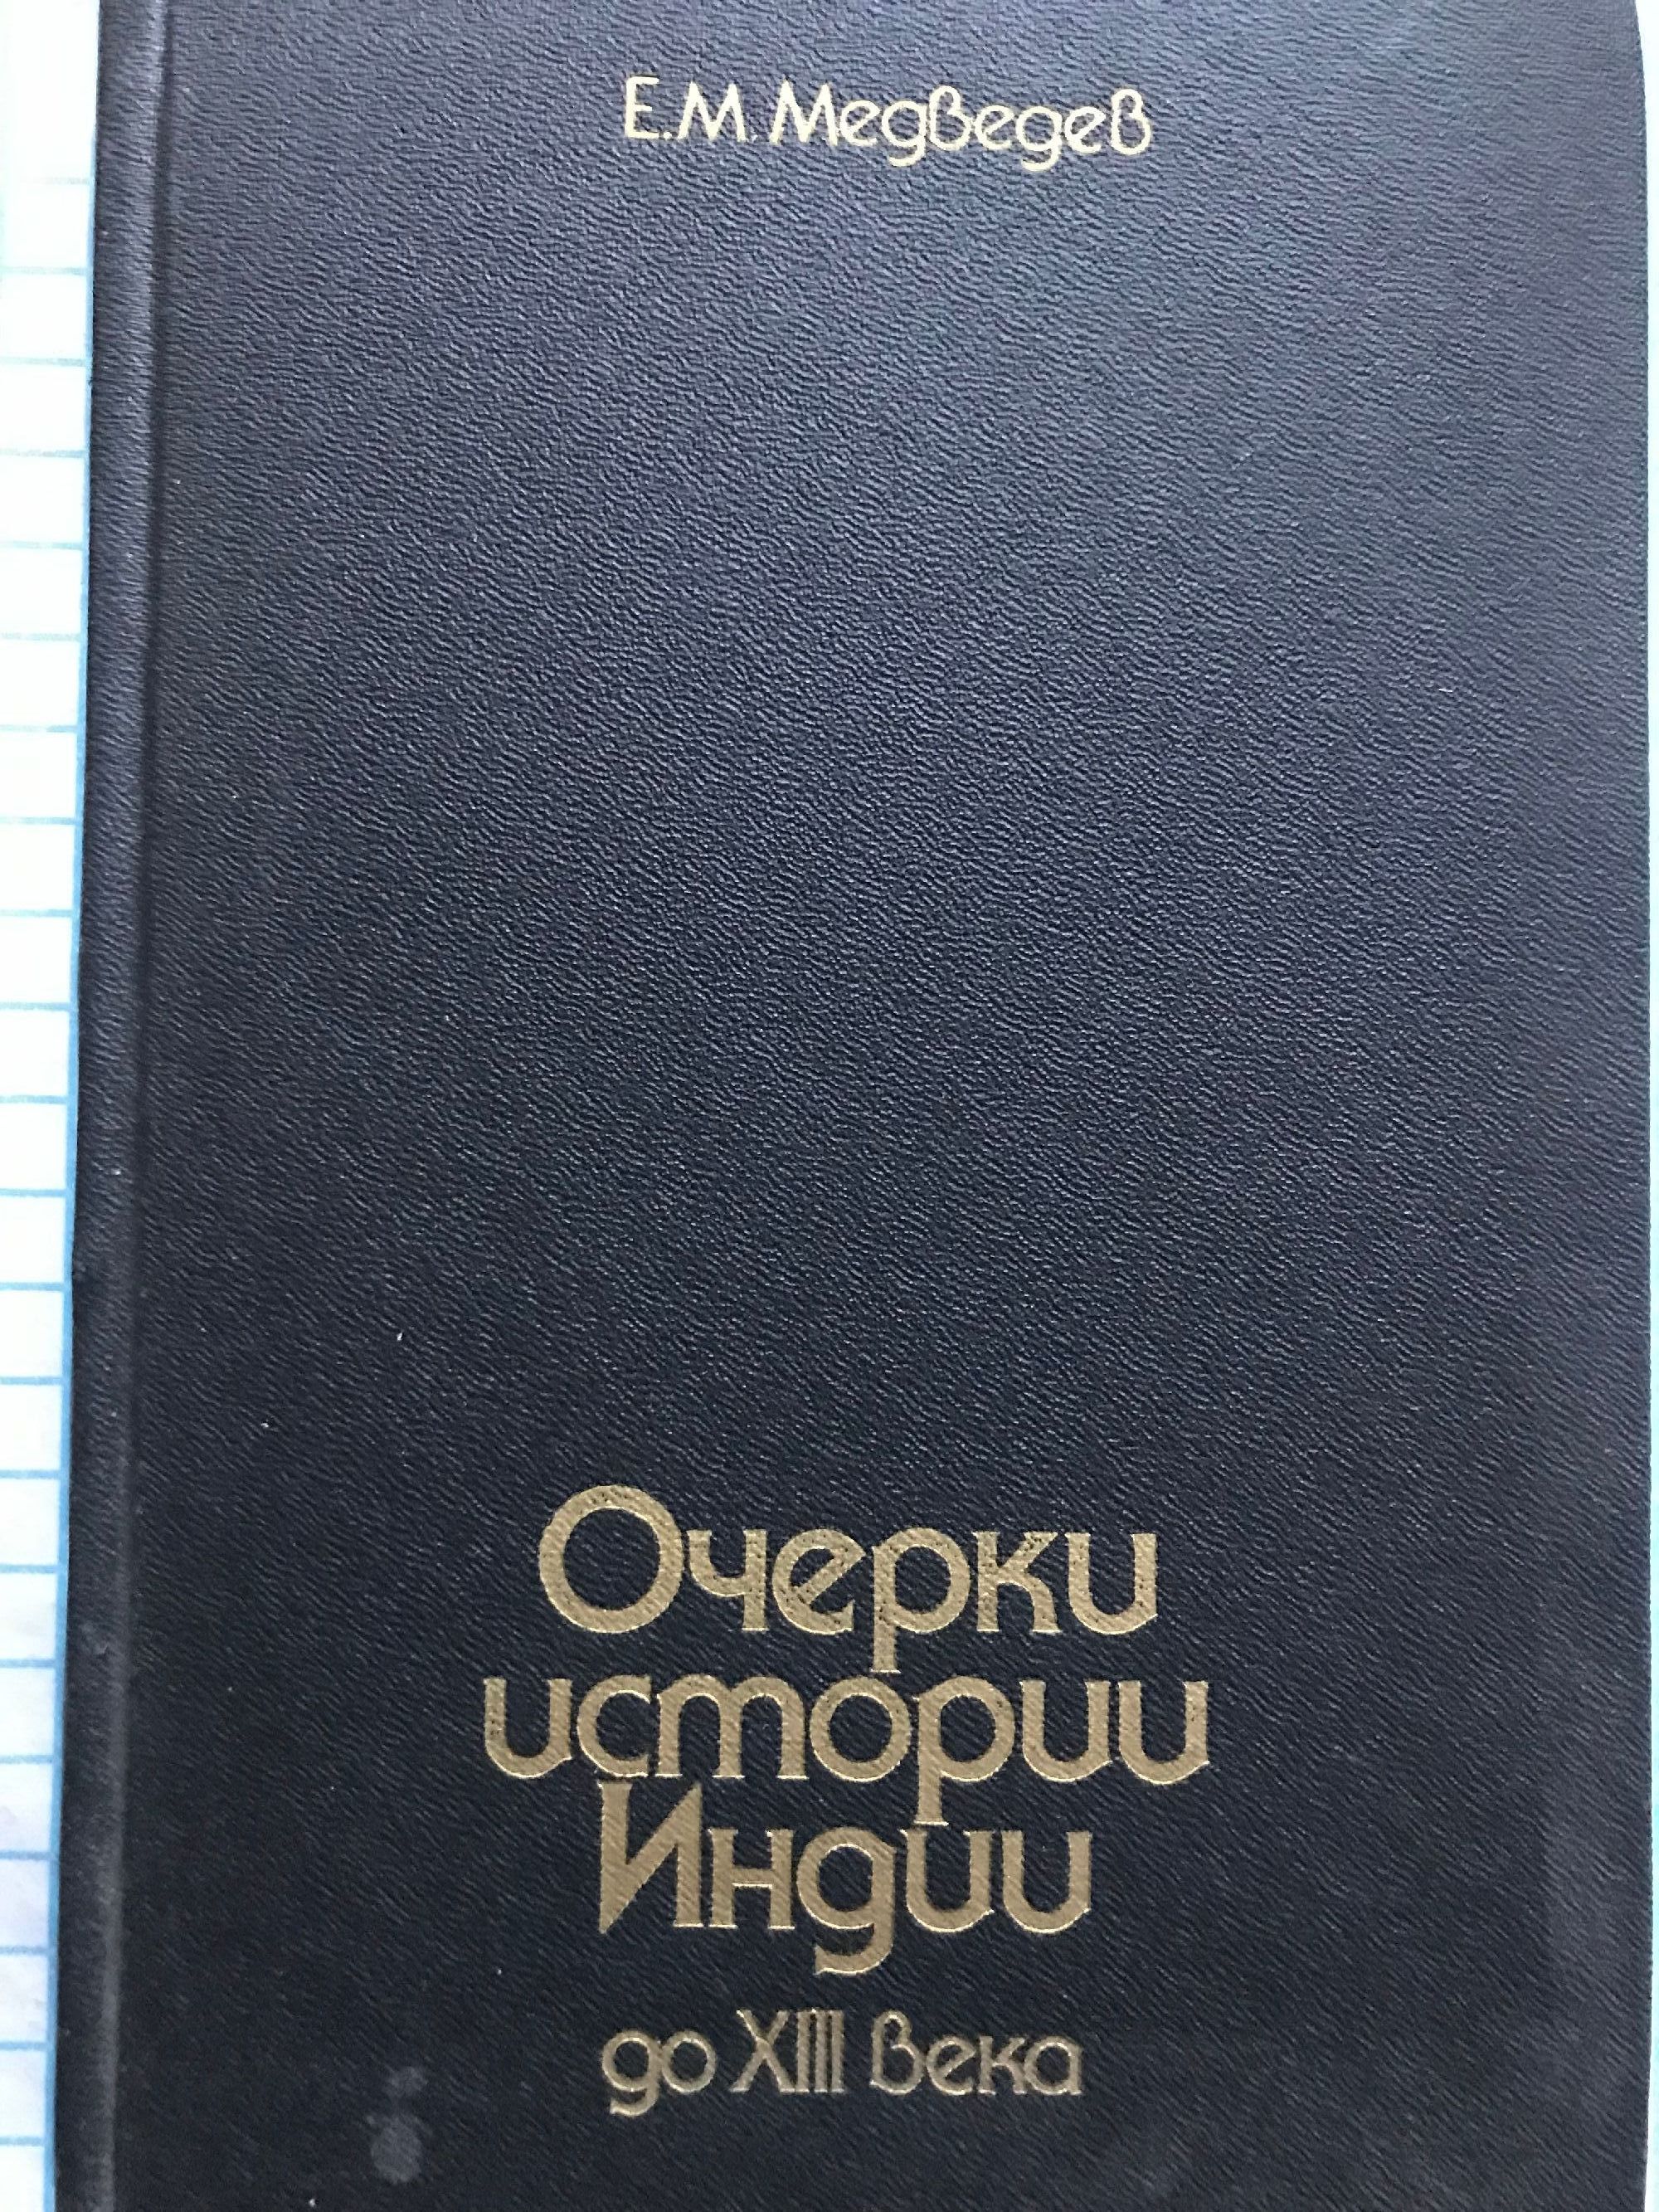 Е.М. Медведев
Очерки
истории
Индии
до XIII века